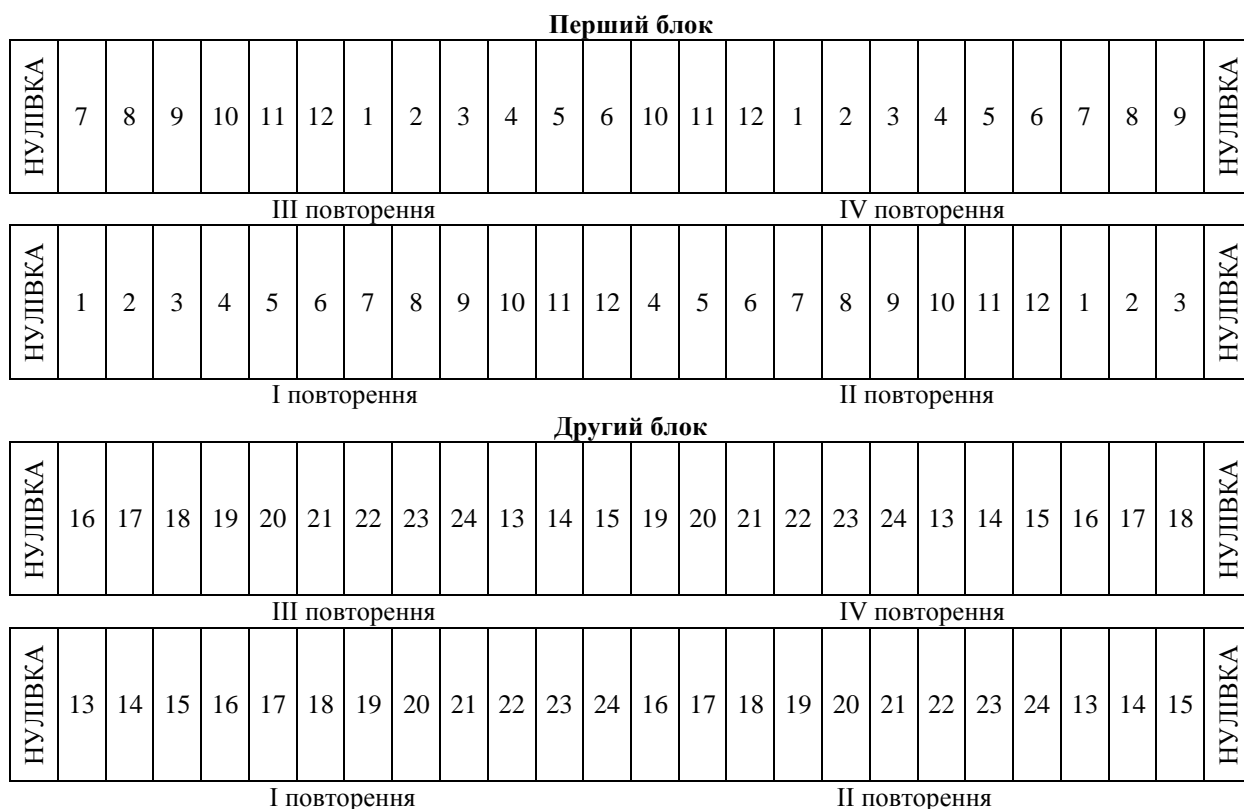 Перший блок
НУЛІВКА 7 8 9 10 11 12 1 2 3 4 5 6 10 11 12 1 2 3 4 5 6 7 8 9 НУЛІВКА
ІІІ повторення IV повторення
НУЛІВКА 1 2 3 4 5 6 7 8 9 10 11 12 4 5 6 7 8 9 10 11 12 1 2 3 НУЛІВКА
І повторення ІІ повторення
Другий блок
НУЛІВКА 16 17 18 19 20 21 22 23 24 13 14 15 19 20 21 22 23 24 13 14 15 16 17 18 НУЛІВКА
ІІІ повторення IV повторення
НУЛІВКА 13 14 15 16 17 18 19 20 21 22 23 24 16 17 18 19 20 21 22 23 24 13 14 15 НУЛІВКА
І повторення ІІ повторення